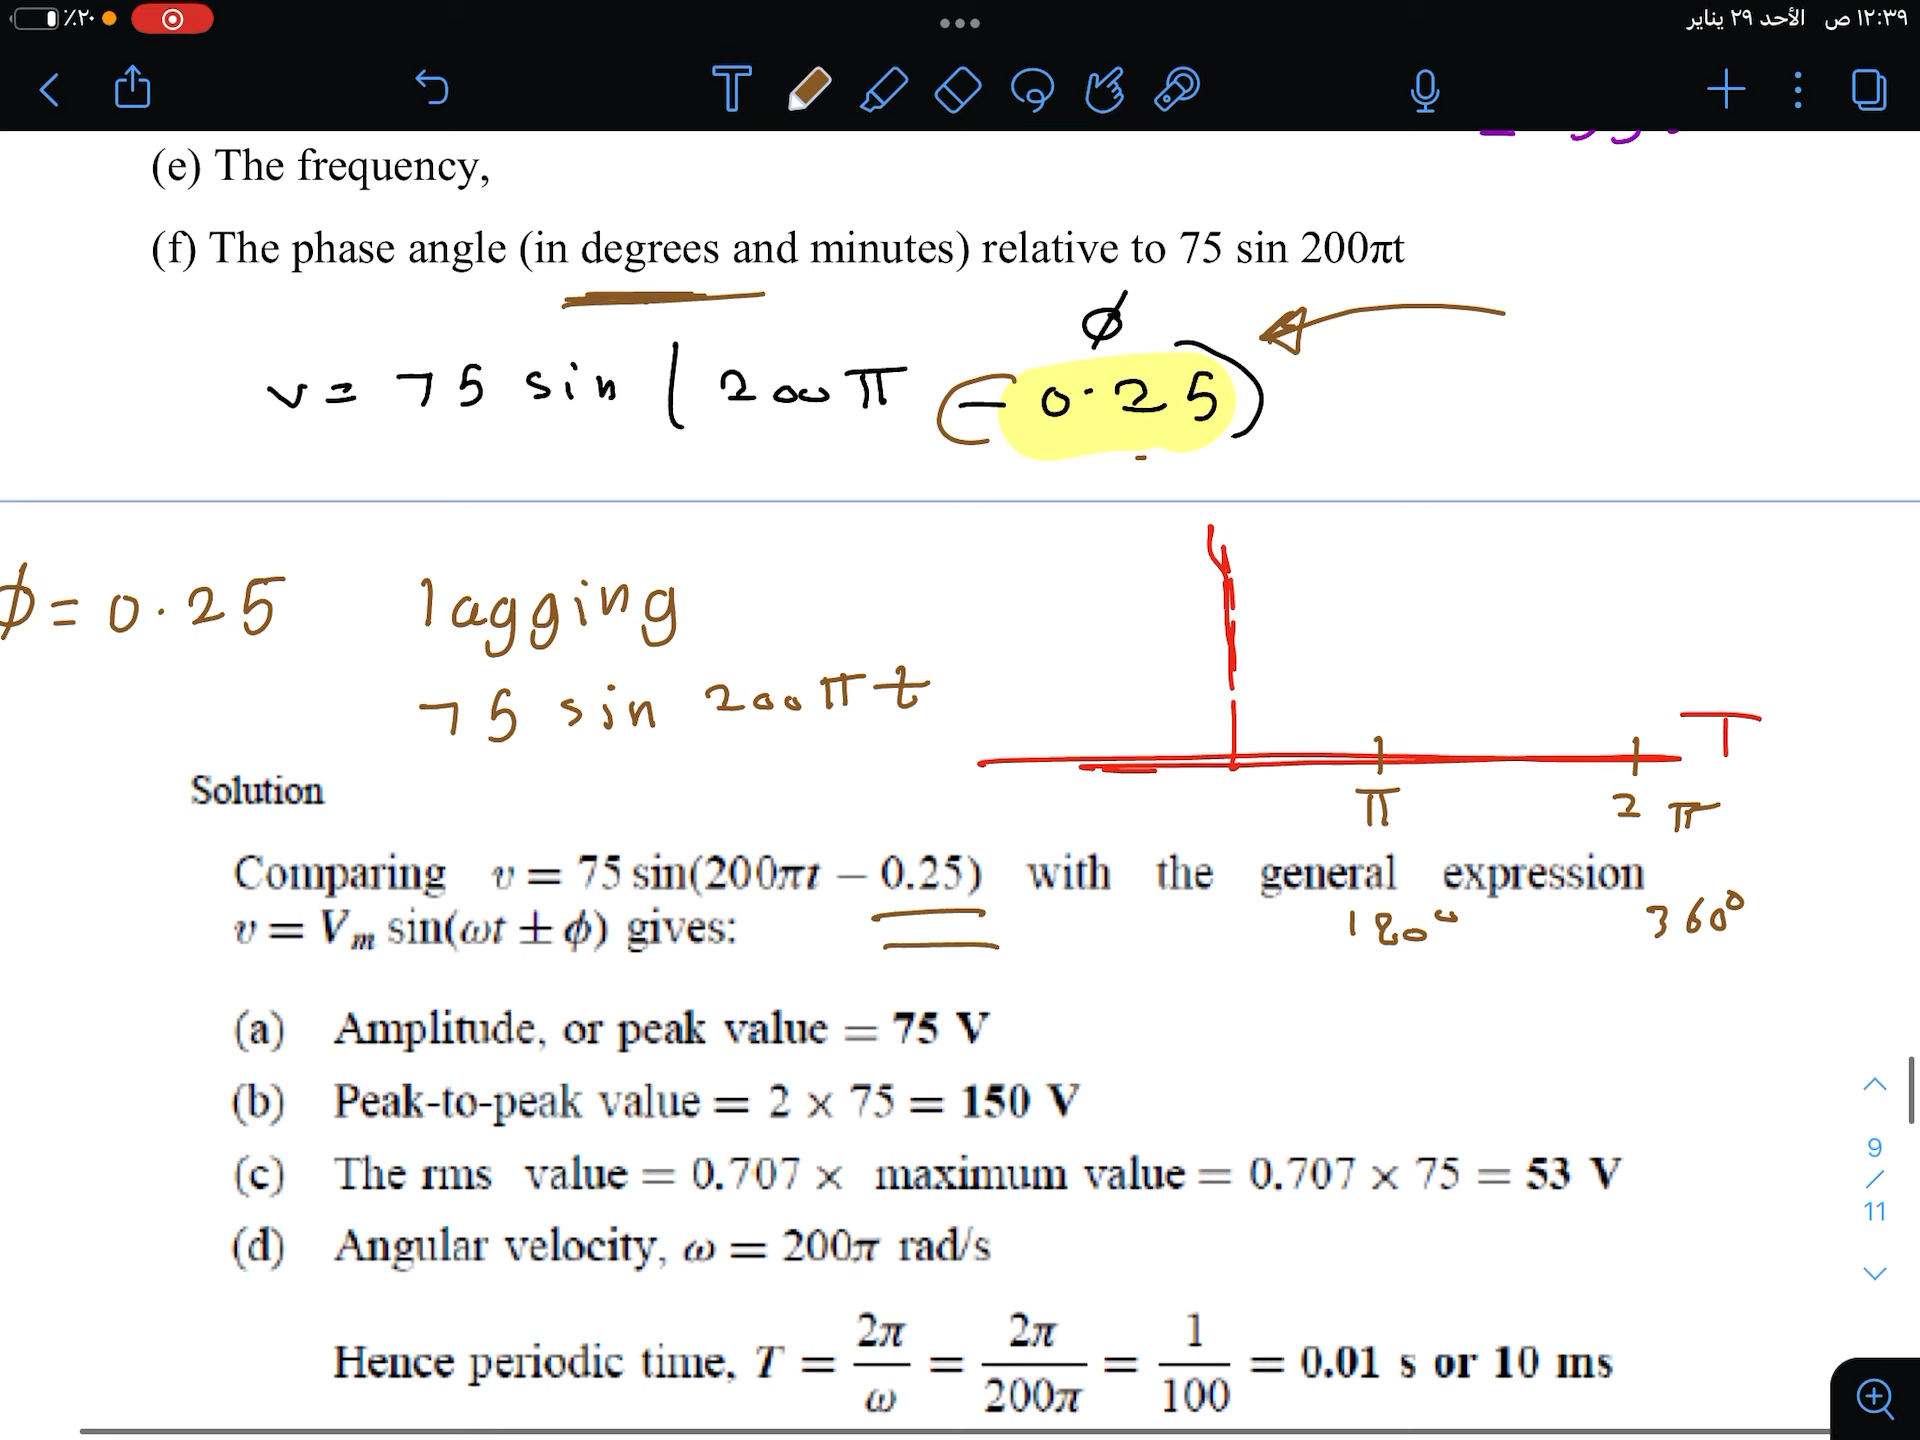 ٪٢٠
١٢:٣٩ ص الأحد ٢٩ يناير
(e) The frequency,
(f) The phase angle (in degrees and minutes) relative to 75 sin 200πt
ϕ
v = 75 sin ( 200 π − 0.25 )
ϕ = 0.25 lagging
75 sin 200 π t
T
π 2 π
Solution
Comparing v = 75 sin(200πt − 0.25) with the general expression
180° 360°
v = Vm sin(ωt ± ϕ) gives:
(a) Amplitude, or peak value = 75 V
(b) Peak-to-peak value = 2 × 75 = 150 V
(c) The rms value = 0.707 × maximum value = 0.707 × 75 = 53 V
(d) Angular velocity, ω = 200π rad/s
Hence periodic time, T = 2π/ω = 2π/200π = 1/100 = 0.01 s or 10 ms
9
/
11